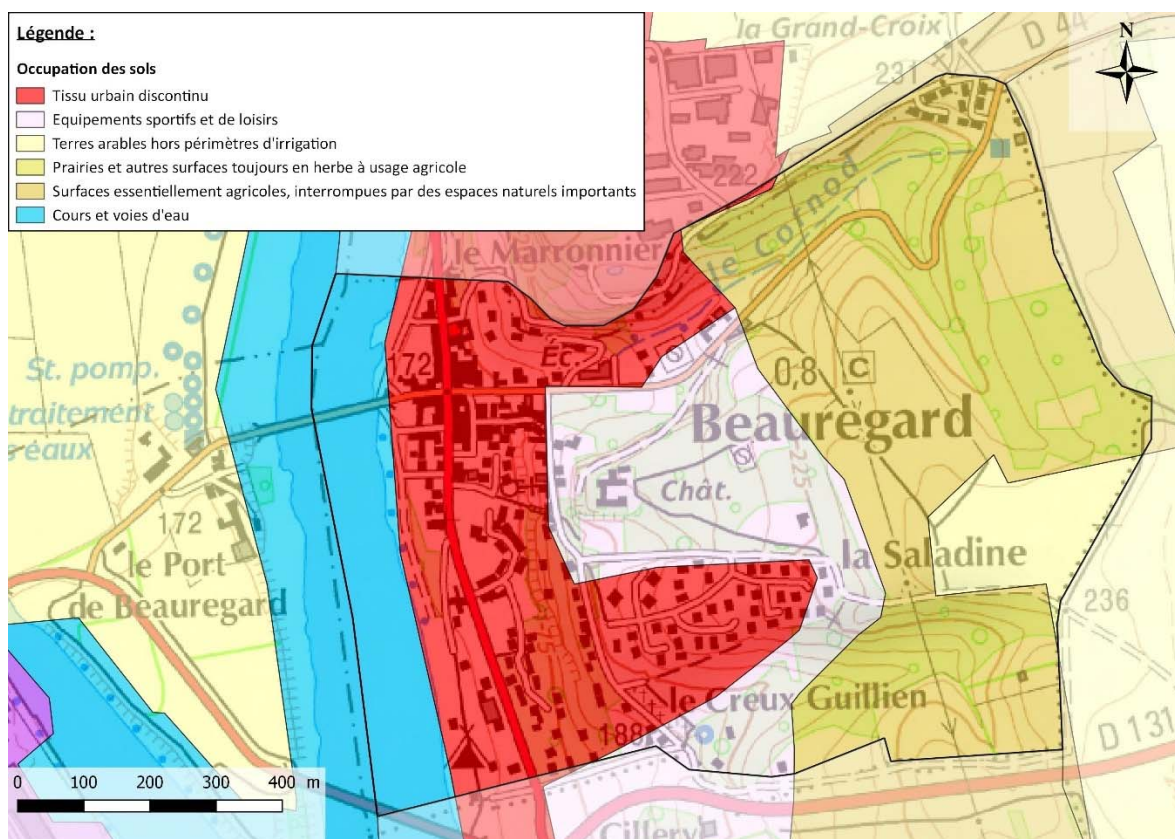 Légende :
Occupation des sols
Tissu urbain discontinu
Equipements sportifs et de loisirs
Terres arables hors périmètres d'irrigation
Prairies et autres surfaces toujours en herbe à usage agricole
Surfaces essentiellement agricoles, interrompues par des espaces naturels importants
Cours et voies d'eau
la Grand-Croix
D 44
N
231
222
le Cofnod
le Marronnier
172
Éc.
St. pomp.
traitement
éaux
0,8
C
Beauregard
225
Chât.
172
le Port
de Beauregard
la Saladine
236
195
le Creux Guillien
188
D 131
Cillery
0 100 200 300 400 m